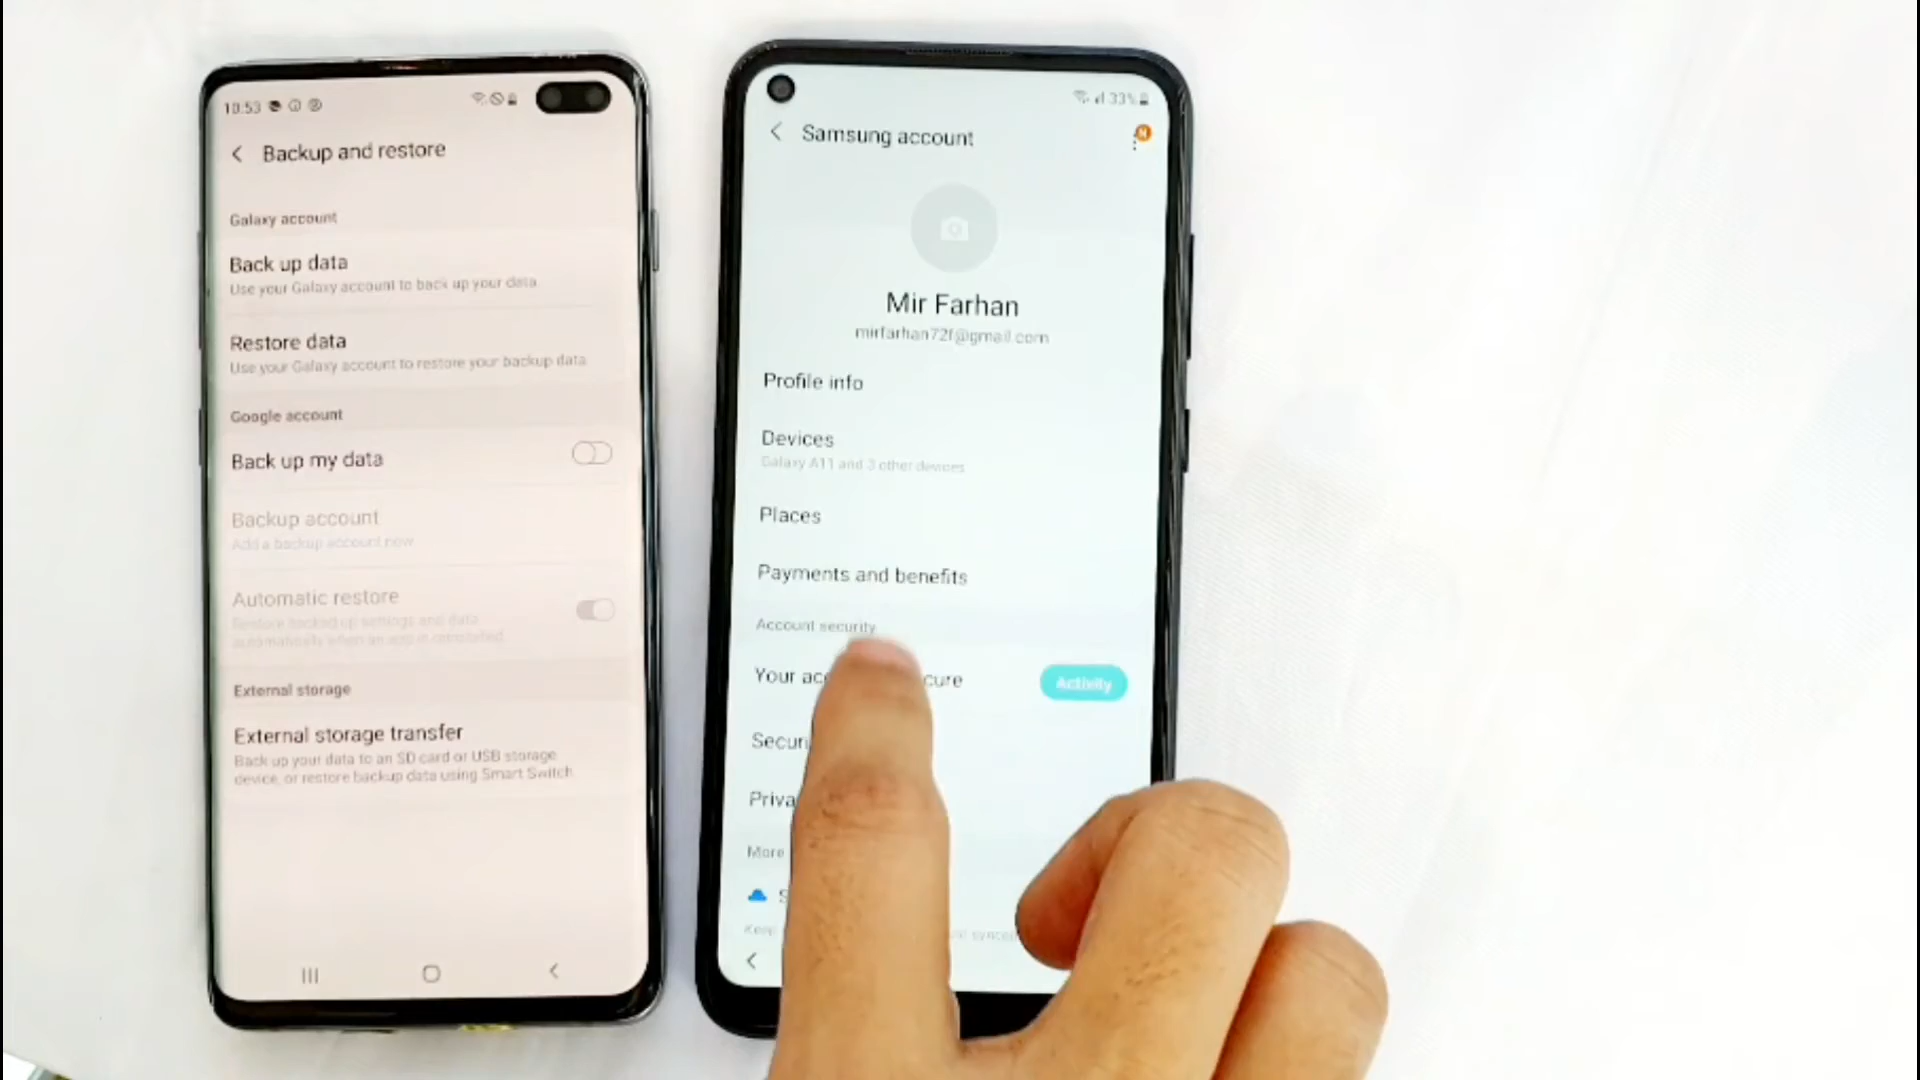 10:53
Backup and restore
Galaxy account
Back up data
Use your Galaxy account to back up your data
Restore data
Use your Galaxy account to restore your backup data
Google account
Back up my data
Backup account
Add a backup account now
Automatic restore
Restore backed up settings and data
automatically when an app is reinstalled
External storage
External storage transfer
Back up your data to an SD card or USB storage
device, or restore backup data using Smart Switch
33%
Samsung account
N
Mir Farhan
mirfarhan72f@gmail.com
Profile info
Devices
Galaxy A11 and 3 other devices
Places
Payments and benefits
Account security
Your acc cure
Activity
Securi
Priva
More
S
Keep